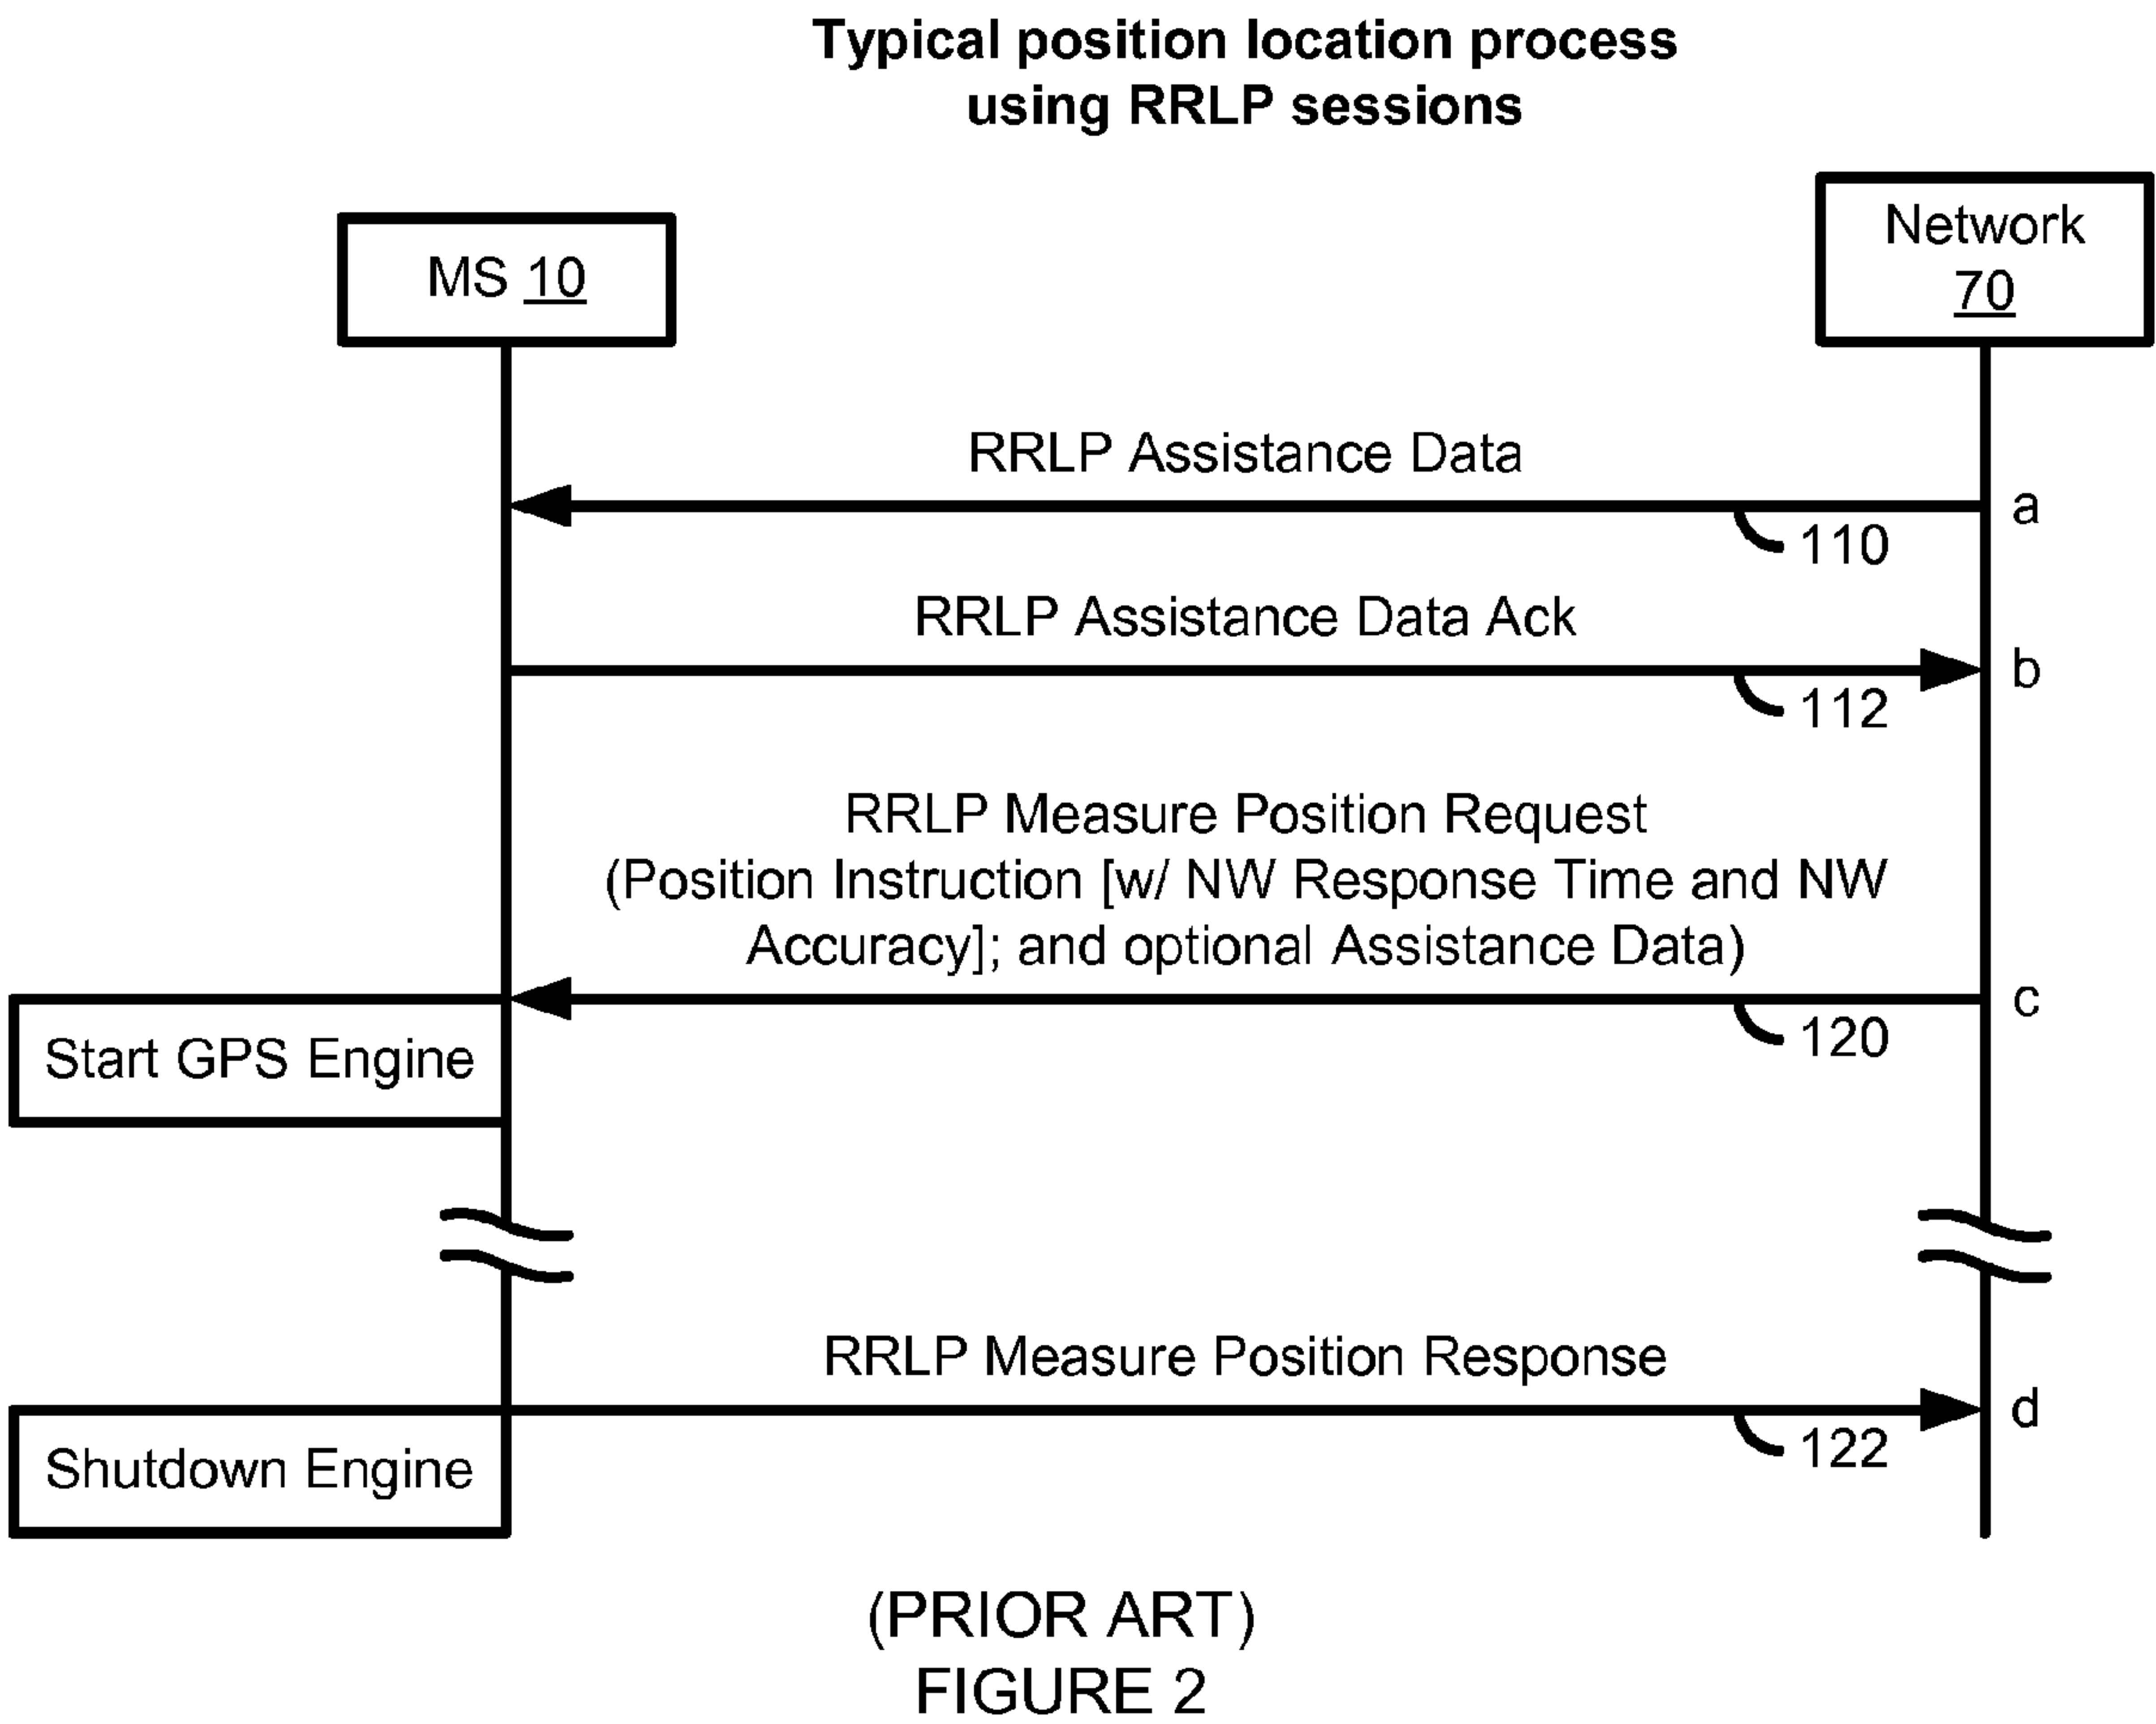 Typical position location process
using RRLP sessions
MS 10
Network
70
RRLP Assistance Data
a
110
RRLP Assistance Data Ack
b
112
RRLP Measure Position Request
(Position Instruction [w/ NW Response Time and NW
Accuracy]; and optional Assistance Data)
c
120
Start GPS Engine
RRLP Measure Position Response
d
122
Shutdown Engine
(PRIOR ART)
FIGURE 2